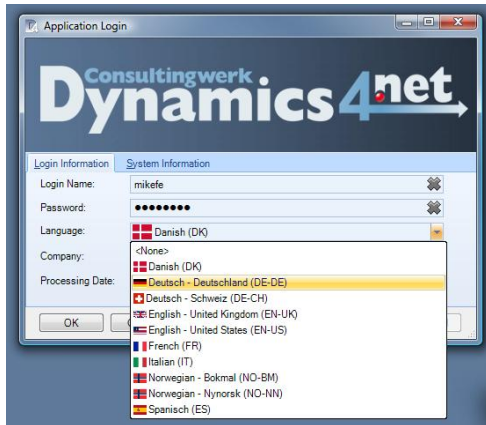 Application Login
Consultingwerk
Dynamics 4.net
Login Information System Information
Login Name: mikefe
Password: ●●●●●●●●
Language: Danish (DK)
Company:
Processing Date:
<None>
Danish (DK)
Deutsch - Deutschland (DE-DE)
Deutsch - Schweiz (DE-CH)
English - United Kingdom (EN-UK)
English - United States (EN-US)
French (FR)
Italian (IT)
Norwegian - Bokmal (NO-BM)
Norwegian - Nynorsk (NO-NN)
Spanisch (ES)
OK